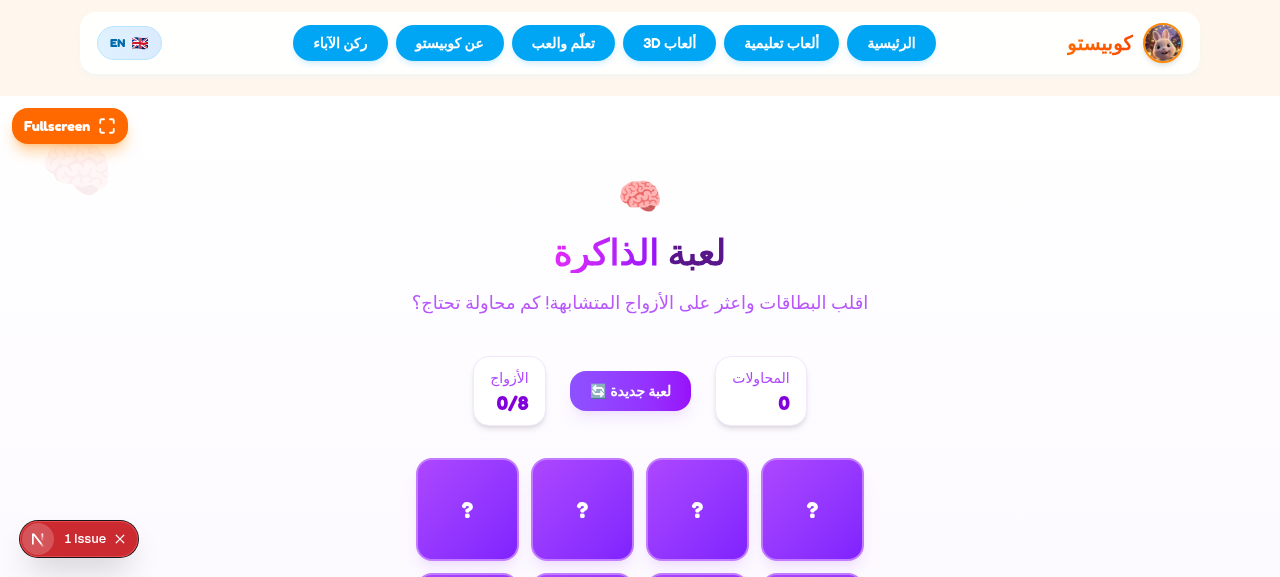 كوبيستو
الرئيسية
ألعاب تعليمية
ألعاب 3D
تعلّم والعب
عن كوبيستو
ركن الآباء
EN
Fullscreen
لعبة الذاكرة
اقلب البطاقات واعثر على الأزواج المتشابهة! كم محاولة تحتاج؟
المحاولات
0
لعبة جديدة
الأزواج
0/8
? ? ? ?
N 1 Issue